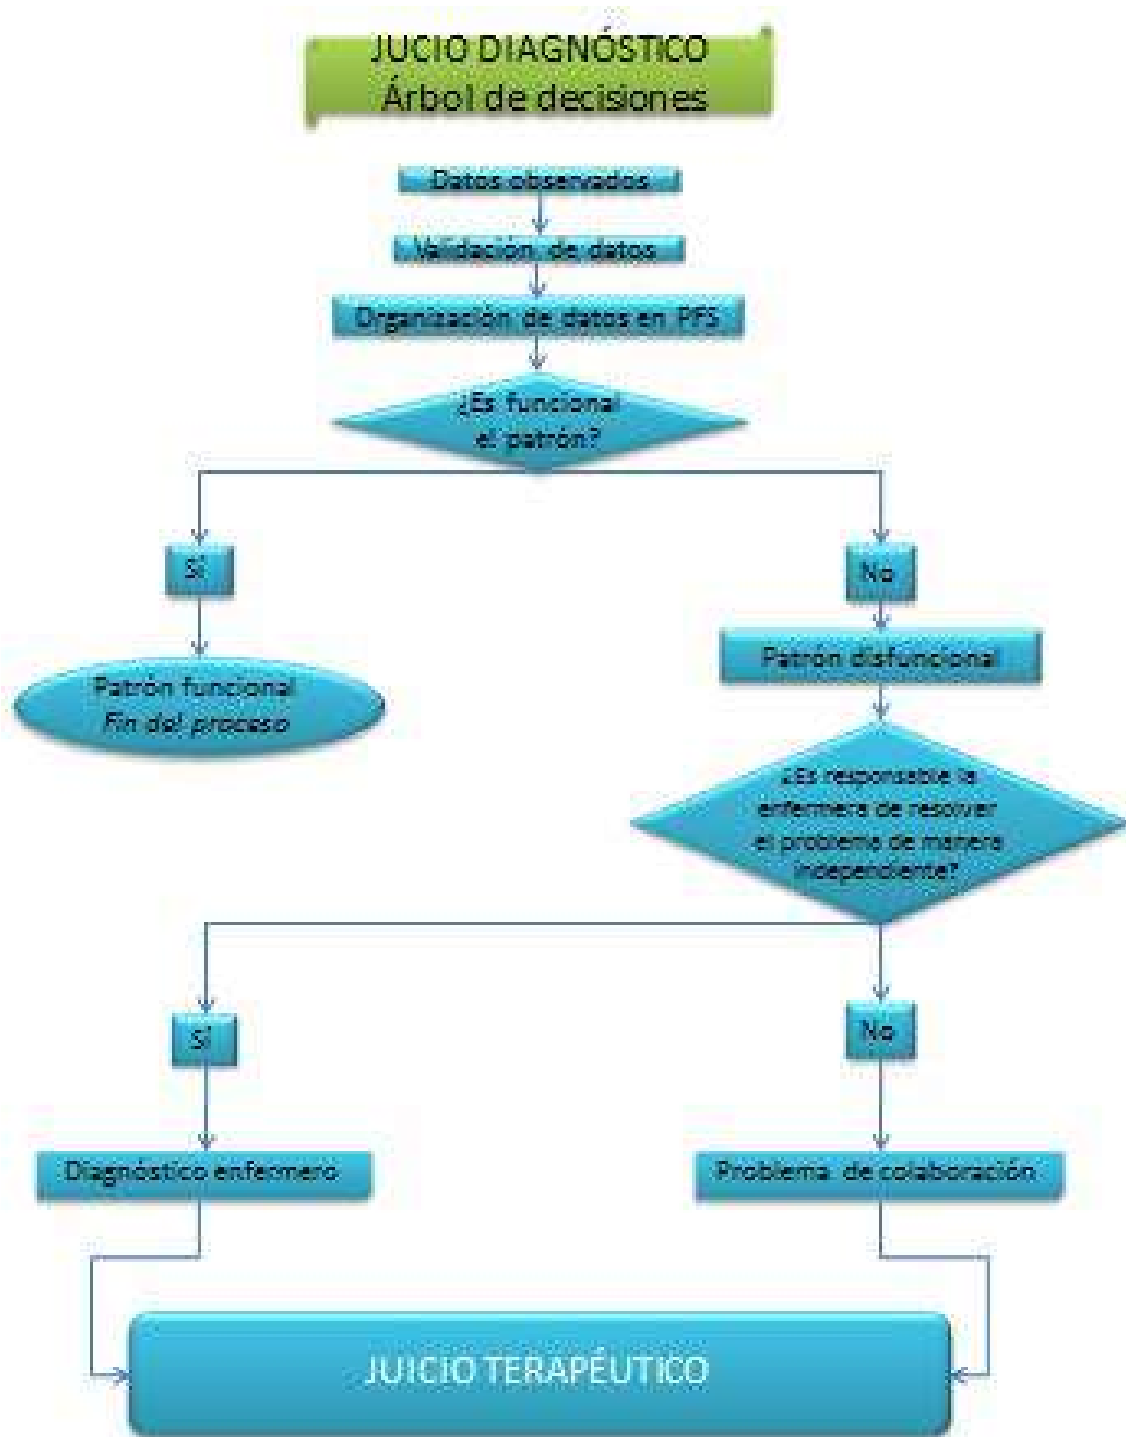 JUCIO DIAGNÓSTICO
Árbol de decisiones
Datos observados
Validación de datos
Organización de datos en PFS
¿Es funcional
el patrón?
Sí
No
Patrón funcional
Fin del proceso
Patrón disfuncional
¿Es responsable la
enfermera de resolver
el problema de manera
independiente?
Sí
No
Diagnóstico enfermero
Problema de colaboración
JUICIO TERAPÉUTICO